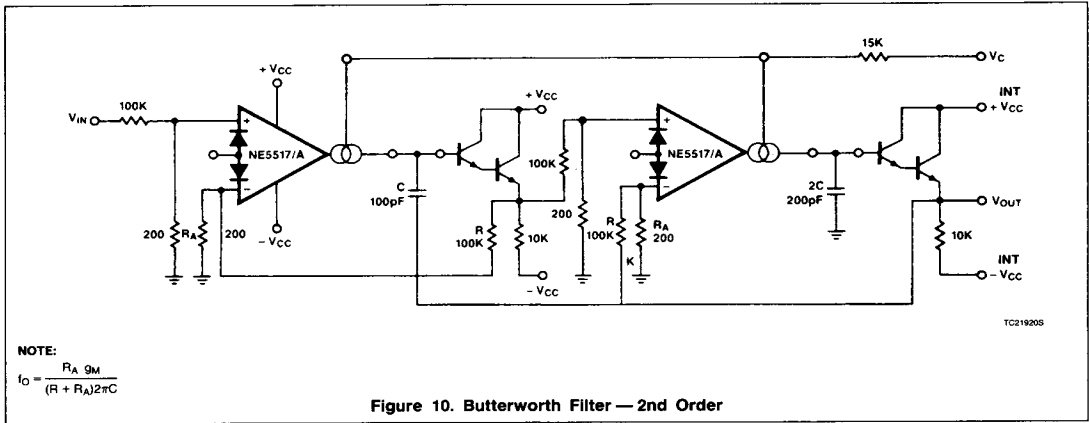 15K
VC
+ VCC
INT
+ VCC
VIN
100K
+
NE5517/A
−
+ VCC
100K
+
NE5517/A
−
C
100pF
2C
200pF
VOUT
200
RA
200
− VCC
R
100K
10K
− VCC
200
R
100K
RA
200
K
10K
INT
− VCC
TC21920S
NOTE:
fO = RA gM / (R + RA)2πC
Figure 10. Butterworth Filter — 2nd Order